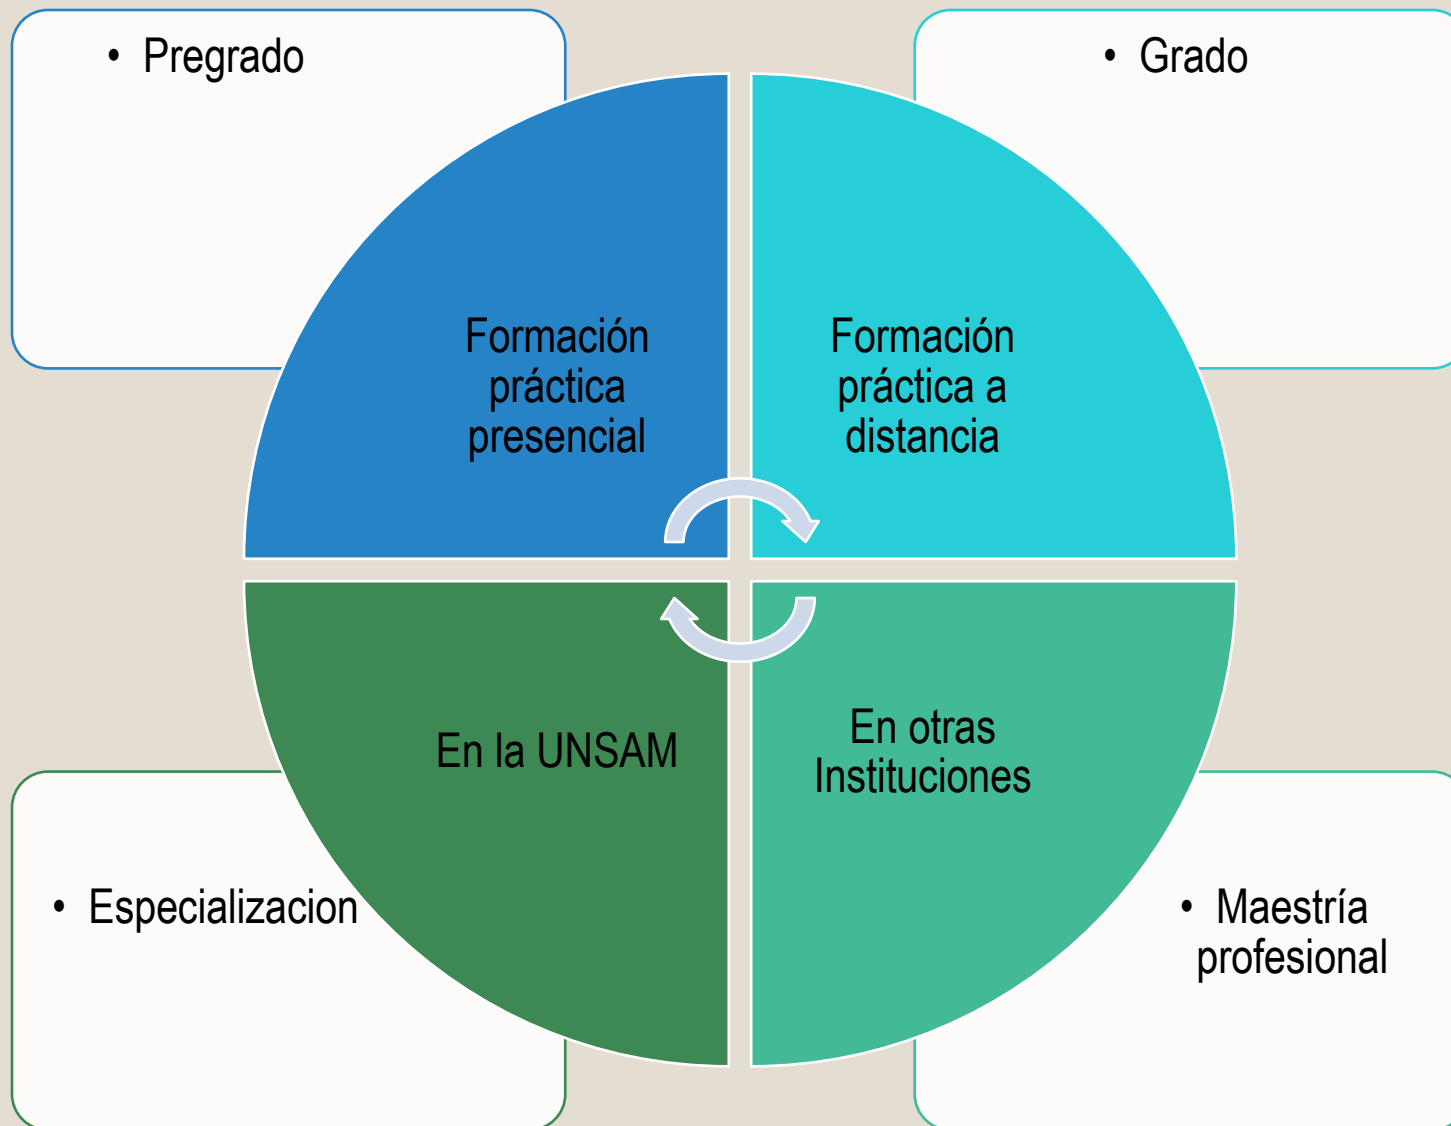 • Pregrado
• Grado
Formación
práctica
presencial
Formación
práctica a
distancia
En la UNSAM
En otras
Instituciones
• Especializacion
• Maestría
profesional